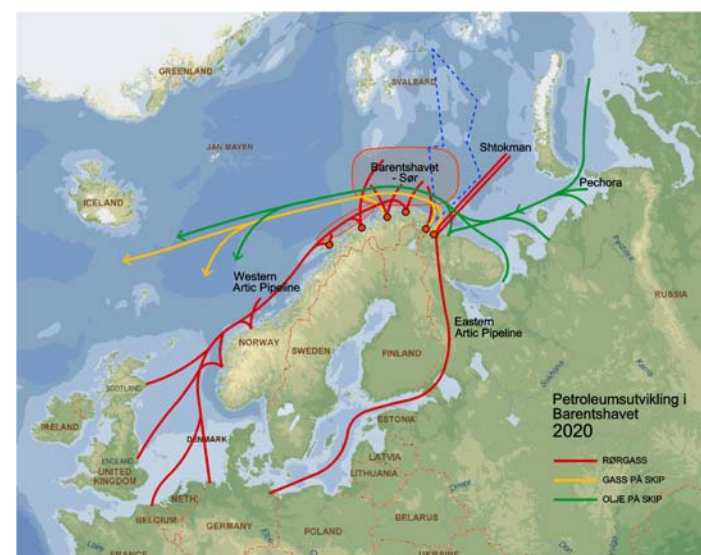 GREENLAND
SVALBARD
JAN MAYEN
Shtokman
Barentshavet
- Sør
Pechora
ICELAND
Western
Artic Pipeline
RUSSIA
Eastern
Artic Pipeline
NORWAY
SWEDEN
FINLAND
SCOTLAND
Petroleumsutvikling i
Barentshavet
2020
ESTONIA
IRELAND
DENMARK
LATVIA
ENGLAND
UNITED
KINGDOM
LITHUANIA
RØRGASS
GASS PÅ SKIP
OLJE PÅ SKIP
NETH.
BELGIUM
GERMANY
POLAND
BELARUS
FRANCE
UKRAINE